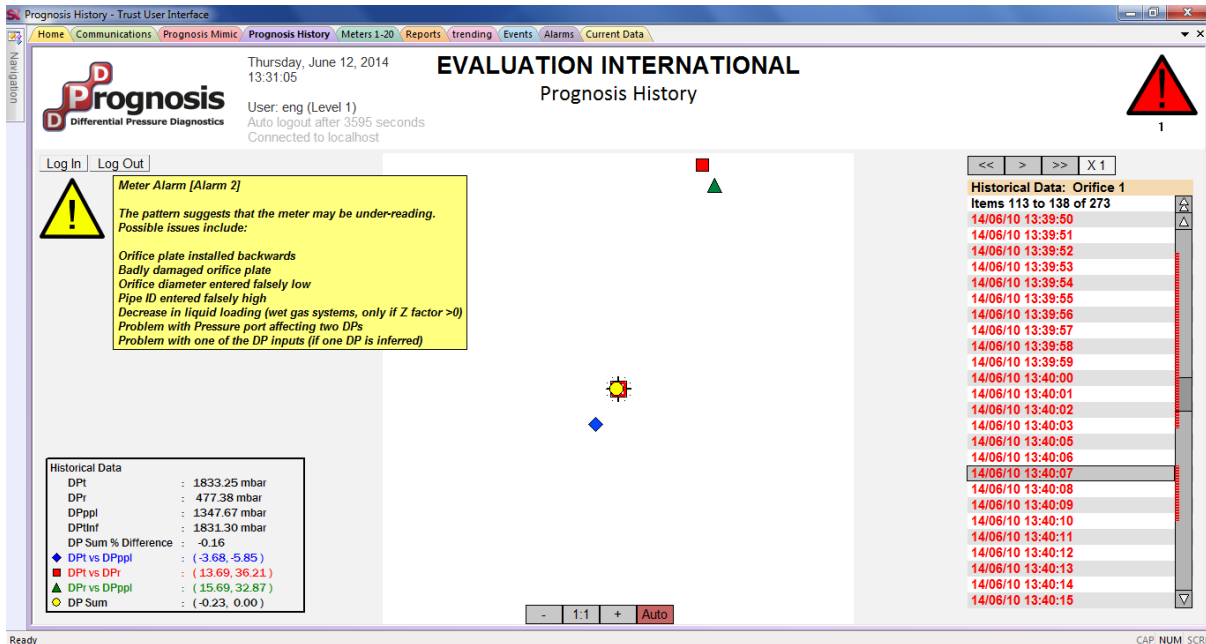 Prognosis History - Trust User Interface
Home Communications Prognosis Mimic Prognosis History Meters 1-20 Reports trending Events Alarms Current Data
Navigation
D
Prognosis
D Differential Pressure Diagnostics
Thursday, June 12, 2014
13:31:05
User: eng (Level 1)
Auto logout after 3595 seconds
Connected to localhost
EVALUATION INTERNATIONAL
Prognosis History
1
Log In Log Out
Meter Alarm [Alarm 2]
The pattern suggests that the meter may be under-reading.
Possible issues include:
Orifice plate installed backwards
Badly damaged orifice plate
Orifice diameter entered falsely low
Pipe ID entered falsely high
Decrease in liquid loading (wet gas systems, only if Z factor >0)
Problem with Pressure port affecting two DPs
Problem with one of the DP inputs (if one DP is inferred)
Historical Data
DPt : 1833.25 mbar
DPr : 477.38 mbar
DPppl : 1347.67 mbar
DPtInf : 1831.30 mbar
DP Sum % Difference : -0.16
DPt vs DPppl : (-3.68, -5.85 )
DPt vs DPr : ( 13.69, 36.21 )
DPr vs DPppl : ( 15.69, 32.87 )
DP Sum : (-0.23, 0.00 )
- 1:1 + Auto
<< > >> X 1
Historical Data: Orifice 1
Items 113 to 138 of 273
14/06/10 13:39:50
14/06/10 13:39:51
14/06/10 13:39:52
14/06/10 13:39:53
14/06/10 13:39:54
14/06/10 13:39:55
14/06/10 13:39:56
14/06/10 13:39:57
14/06/10 13:39:58
14/06/10 13:39:59
14/06/10 13:40:00
14/06/10 13:40:01
14/06/10 13:40:02
14/06/10 13:40:03
14/06/10 13:40:05
14/06/10 13:40:06
14/06/10 13:40:07
14/06/10 13:40:08
14/06/10 13:40:09
14/06/10 13:40:10
14/06/10 13:40:11
14/06/10 13:40:12
14/06/10 13:40:13
14/06/10 13:40:14
14/06/10 13:40:15
Ready
CAP NUM SCR